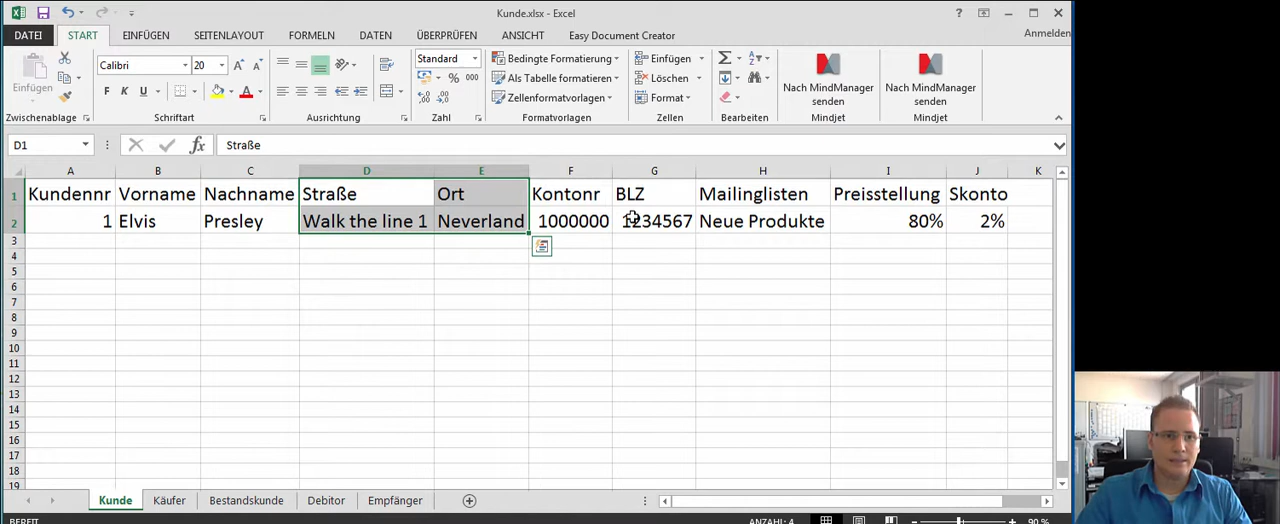 Kunde.xlsx - Excel
?
DATEI START EINFÜGEN SEITENLAYOUT FORMELN DATEN ÜBERPRÜFEN ANSICHT Easy Document Creator Anmelden
Einfügen
Zwischenablage
Calibri 20
F K U
Schriftart
Ausrichtung
Standard
% 000
Zahl
Bedingte Formatierung
Als Tabelle formatieren
Zellenformatvorlagen
Formatvorlagen
Einfügen
Löschen
Format
Zellen
Bearbeiten
Nach MindManager senden
Mindjet
Nach MindManager senden
Mindjet
D1 fx Straße
A B C D E F G H I J K
1 Kundennr Vorname Nachname Straße Ort Kontonr BLZ Mailinglisten Preisstellung Skonto
2 1 Elvis Presley Walk the line 1 Neverland 1000000 1234567 Neue Produkte 80% 2%
3
4
5
6
7
8
9
10
11
12
13
14
15
16
17
18
19
Kunde Käufer Bestandskunde Debitor Empfänger
BEREIT ANZAHL: 4 90 %